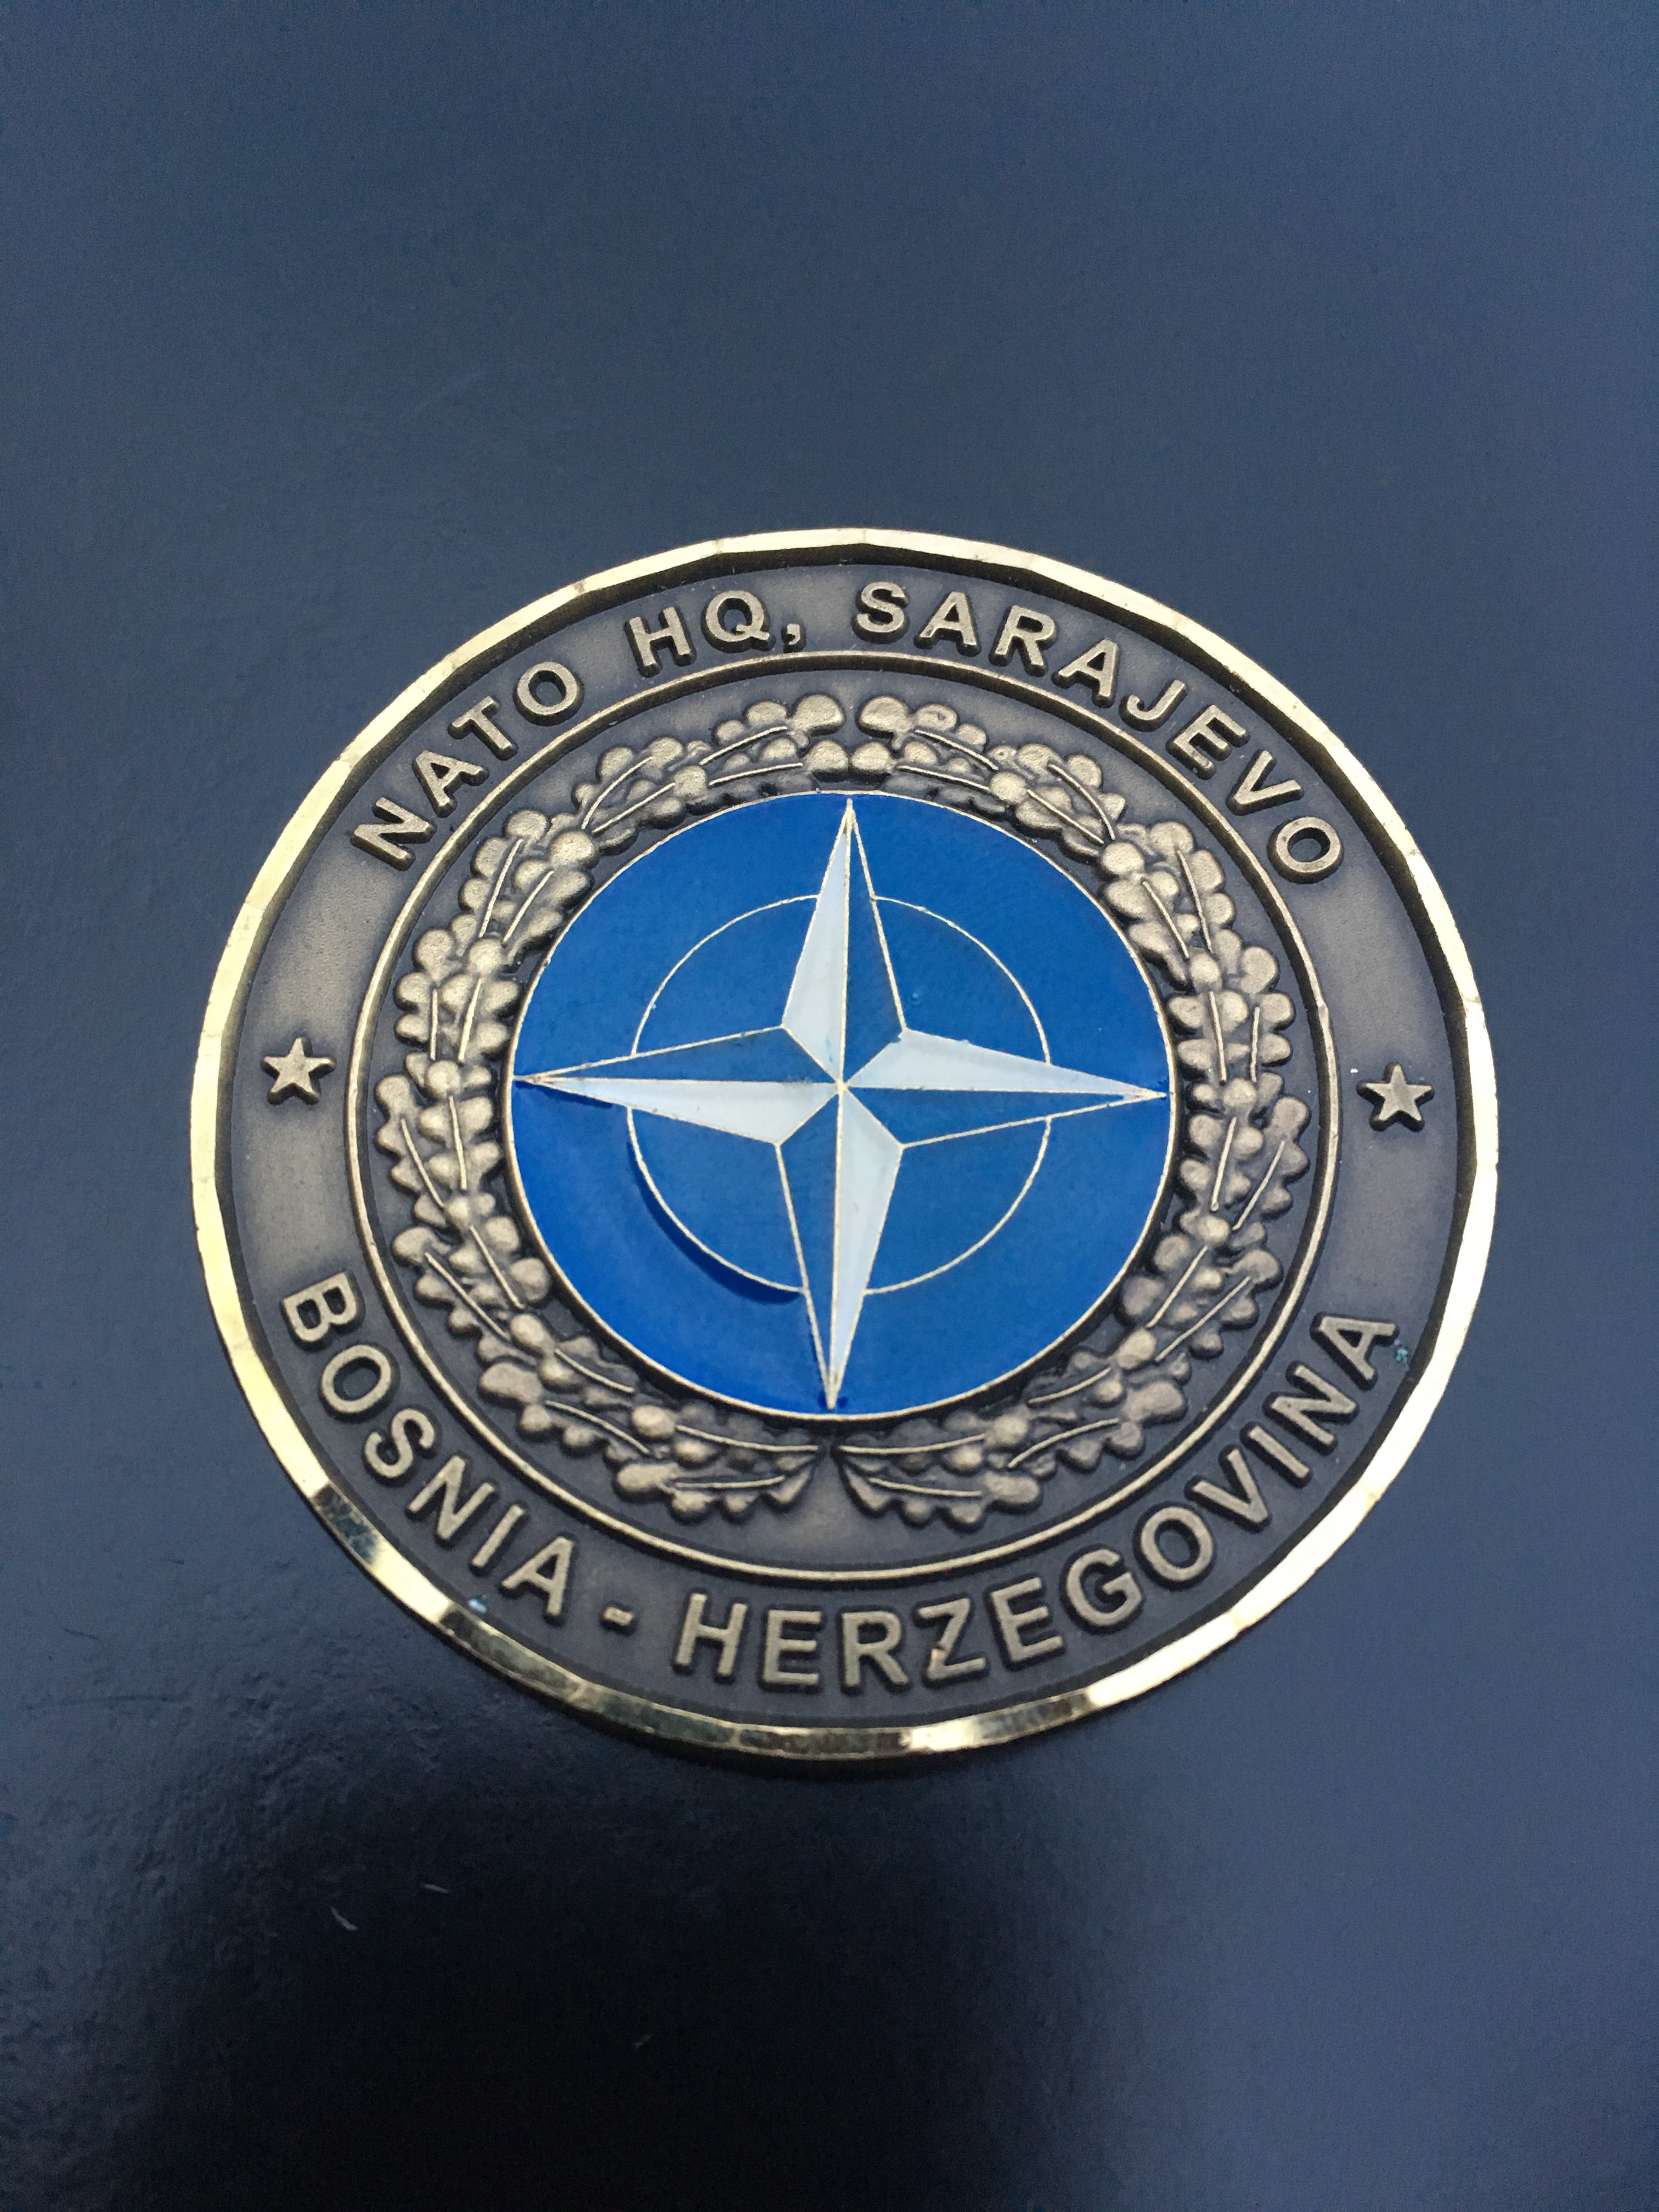 NATO HQ, SARAJEVO
BOSNIA - HERZEGOVINA